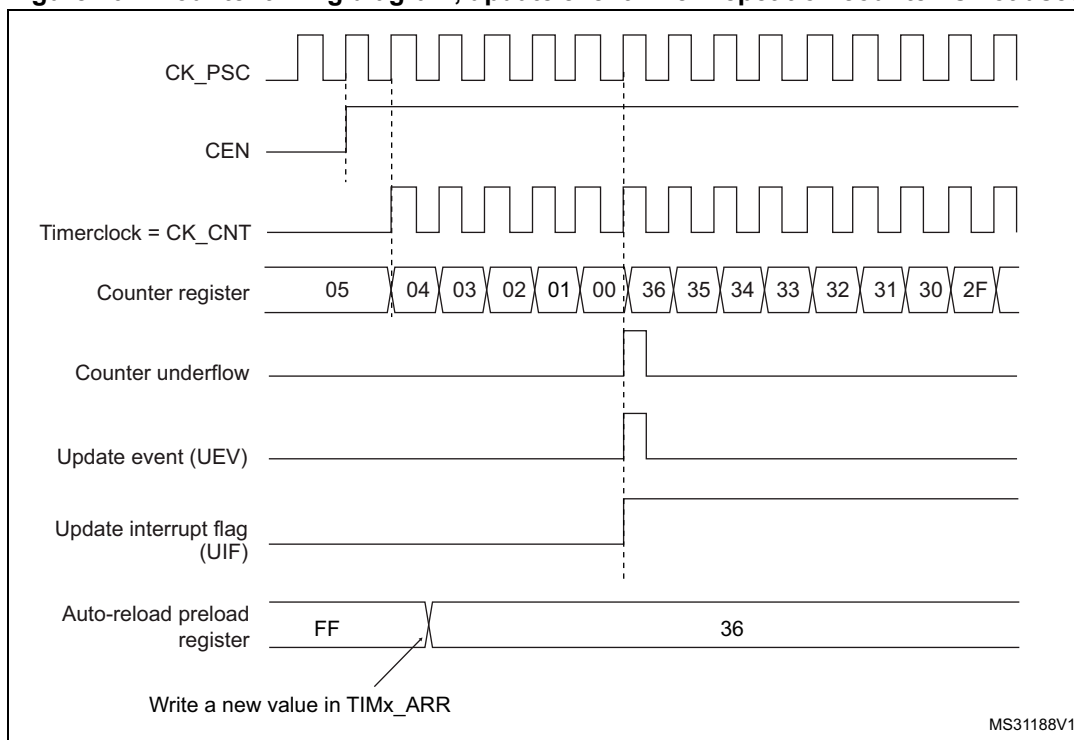 CK_PSC
CEN
Timerclock = CK_CNT
Counter register 05 04 03 02 01 00 36 35 34 33 32 31 30 2F
Counter underflow
Update event (UEV)
Update interrupt flag
(UIF)
Auto-reload preload
register FF 36
Write a new value in TIMx_ARR
MS31188V1